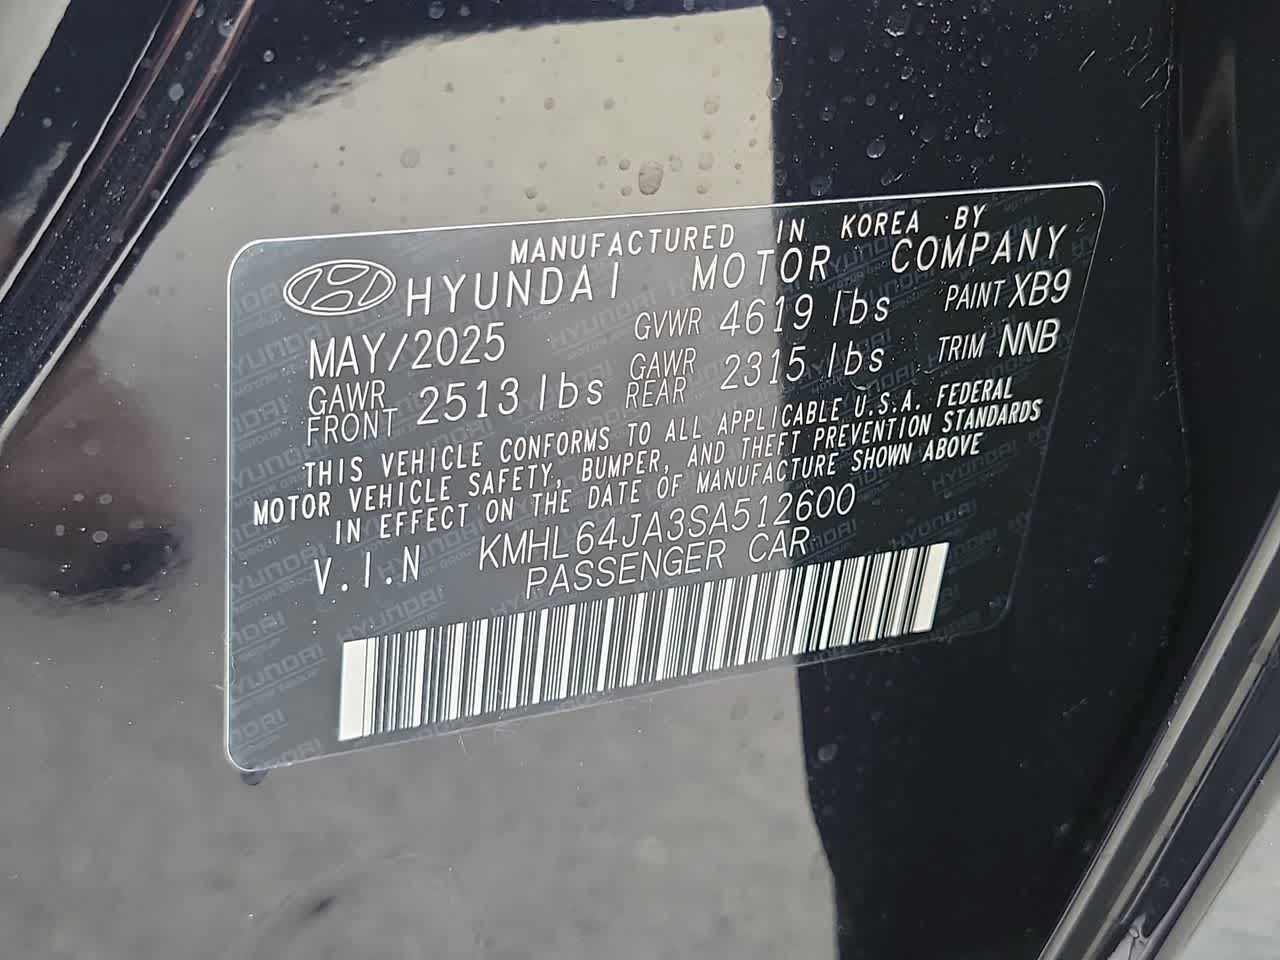 MANUFACTURED IN KOREA BY
HYUNDAI MOTOR COMPANY
MAY/2025 GVWR 4619 lbs PAINT XB9
GAWR FRONT 2513 lbs GAWR REAR 2315 lbs TRIM NNB
THIS VEHICLE CONFORMS TO ALL APPLICABLE U.S.A. FEDERAL
MOTOR VEHICLE SAFETY, BUMPER, AND THEFT PREVENTION STANDARDS
IN EFFECT ON THE DATE OF MANUFACTURE SHOWN ABOVE
V.I.N KMHL64JA3SA512600
PASSENGER CAR